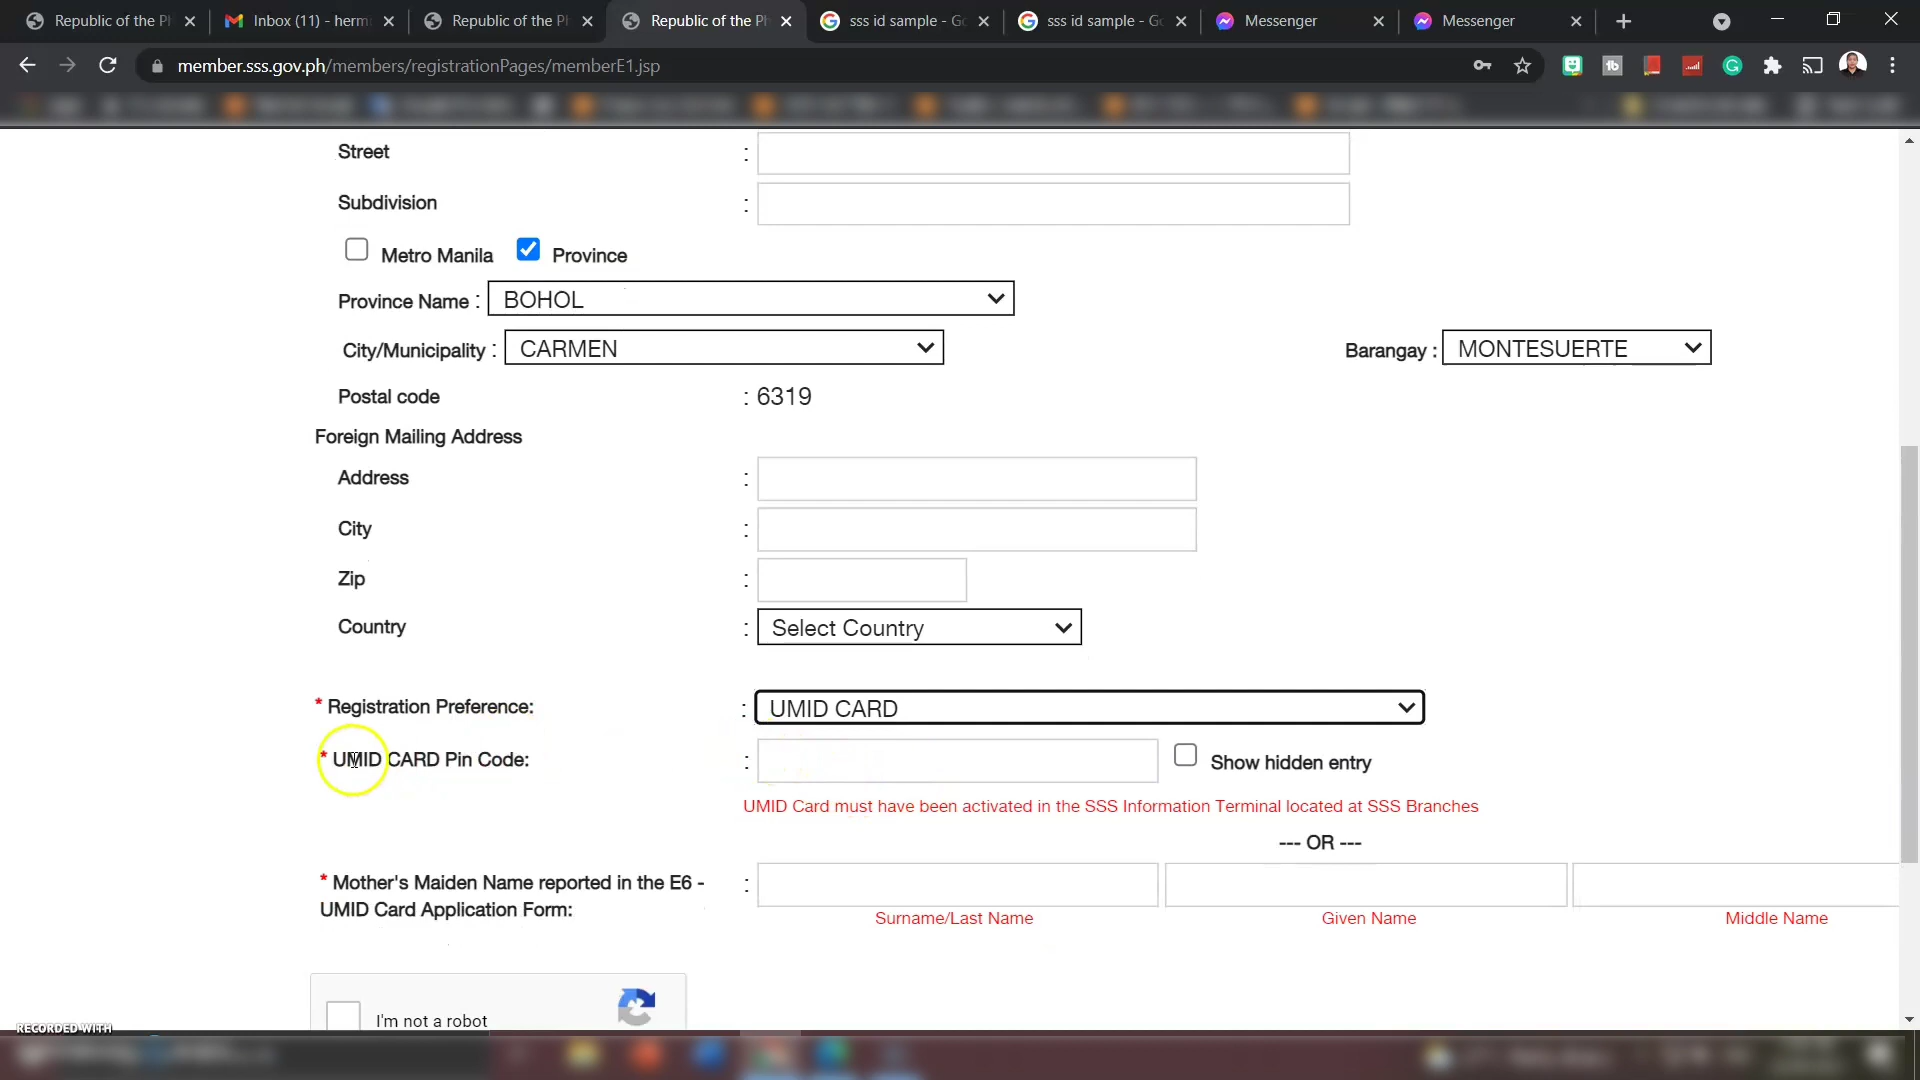 Republic of the Ph
Inbox (11) - herm
Republic of the Ph
Republic of the Ph
sss id sample - Go
sss id sample - Go
Messenger
Messenger
member.sss.gov.ph/members/registrationPages/memberE1.jsp
Street :
Subdivision :
Metro Manila Province
Province Name : BOHOL
City/Municipality : CARMEN Barangay : MONTESUERTE
Postal code : 6319
Foreign Mailing Address
Address :
City :
Zip :
Country : Select Country
* Registration Preference: : UMID CARD
* UMID CARD Pin Code: : Show hidden entry
UMID Card must have been activated in the SSS Information Terminal located at SSS Branches
--- OR ---
* Mother's Maiden Name reported in the E6 - :
UMID Card Application Form:
Surname/Last Name Given Name Middle Name
I'm not a robot
RECORDED WITH